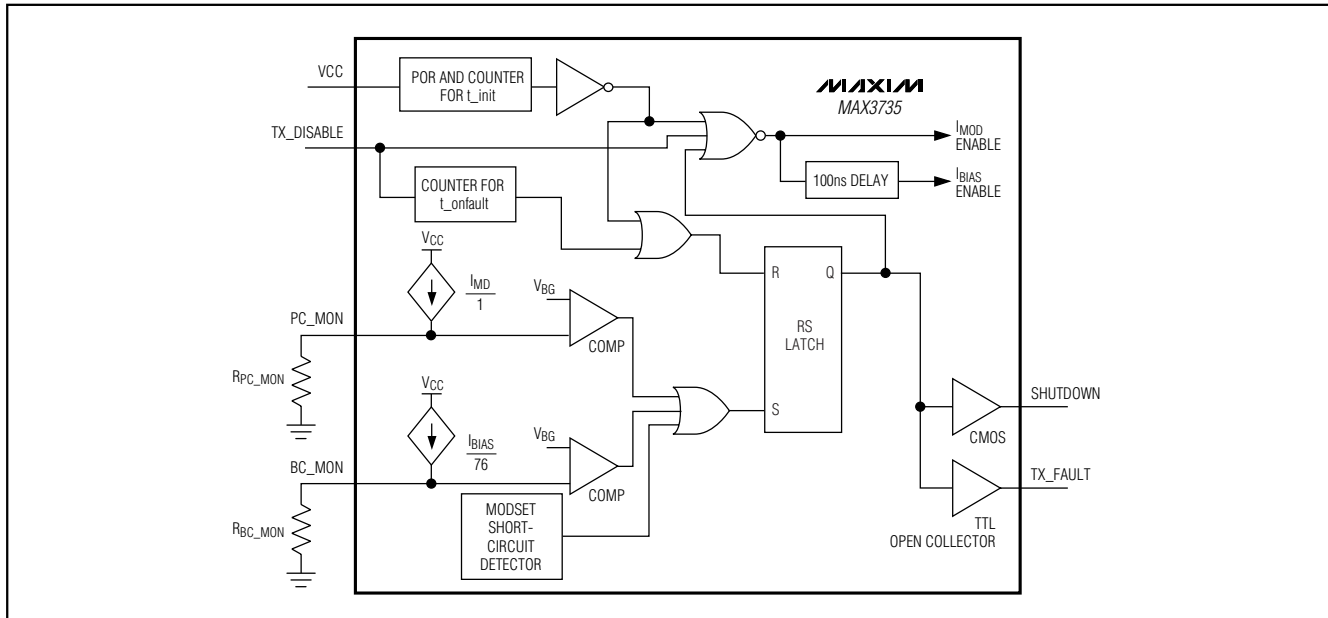 VCC
POR AND COUNTER
FOR t_init
MAXIM
MAX3735
TX_DISABLE
IMOD
ENABLE
100ns DELAY
IBIAS
ENABLE
COUNTER FOR
t_onfault
VCC
IMD
1
VBG
COMP
PC_MON
RPC_MON
R
Q
RS
LATCH
S
VCC
IBIAS
76
VBG
COMP
BC_MON
RBC_MON
MODSET
SHORT-
CIRCUIT
DETECTOR
SHUTDOWN
CMOS
TX_FAULT
TTL
OPEN COLLECTOR